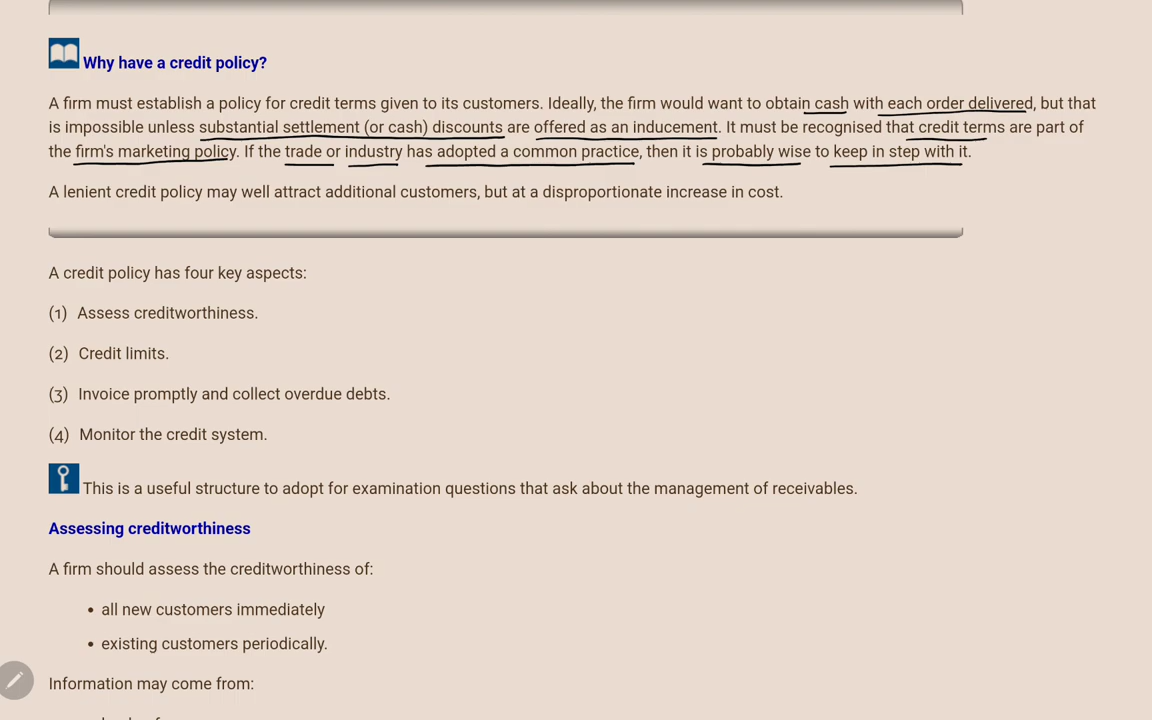 Why have a credit policy?
A firm must establish a policy for credit terms given to its customers. Ideally, the firm would want to obtain cash with each order delivered, but that
is impossible unless substantial settlement (or cash) discounts are offered as an inducement. It must be recognised that credit terms are part of
the firm's marketing policy. If the trade or industry has adopted a common practice, then it is probably wise to keep in step with it.
A lenient credit policy may well attract additional customers, but at a disproportionate increase in cost.
A credit policy has four key aspects:
(1) Assess creditworthiness.
(2) Credit limits.
(3) Invoice promptly and collect overdue debts.
(4) Monitor the credit system.
This is a useful structure to adopt for examination questions that ask about the management of receivables.
Assessing creditworthiness
A firm should assess the creditworthiness of:
• all new customers immediately
• existing customers periodically.
Information may come from: